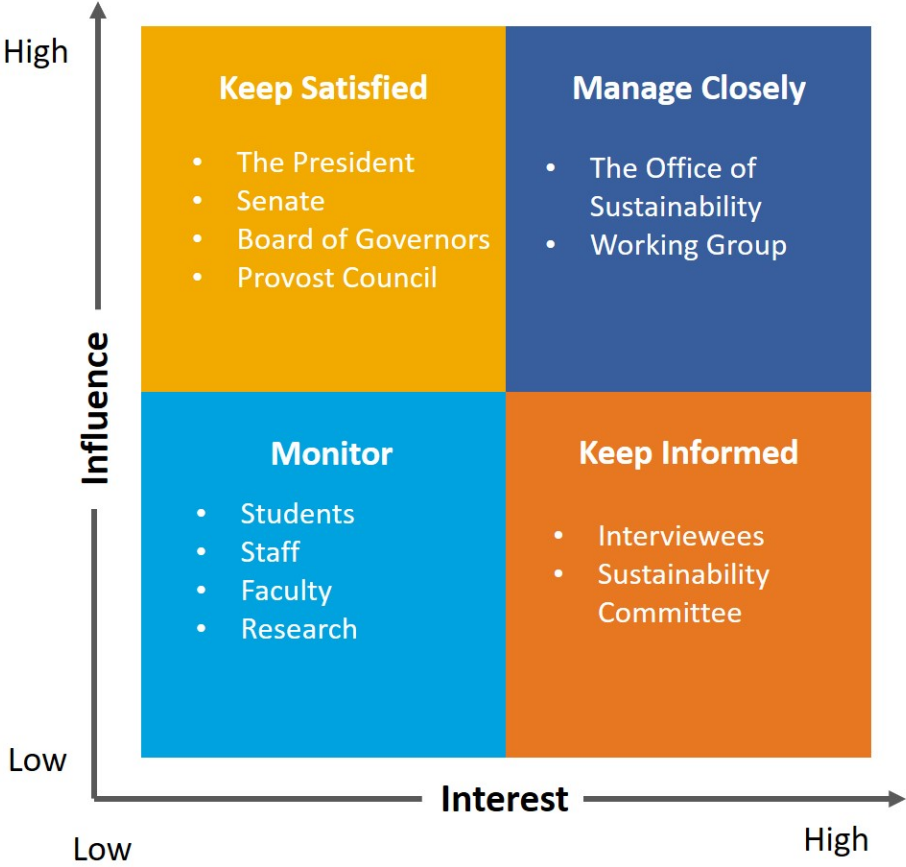 High
Keep Satisfied
• The President
• Senate
• Board of Governors
• Provost Council
Manage Closely
• The Office of
Sustainability
• Working Group
Influence
Monitor
• Students
• Staff
• Faculty
• Research
Keep Informed
• Interviewees
• Sustainability
Committee
Low
Interest
Low
High